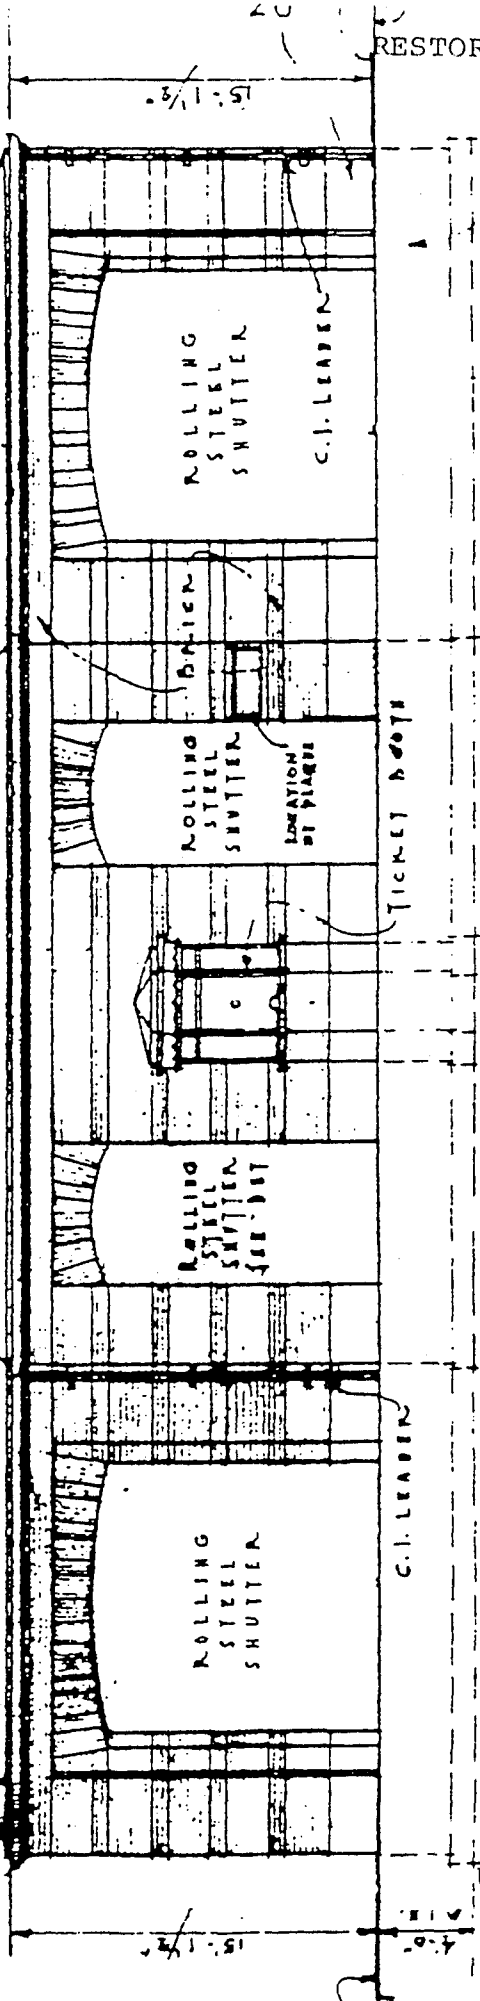 RESTOR
15'-1 1/2"
ROLLING
STEEL
SHUTTER
C.I. LEADER
ROLLING
STEEL
SHUTTER
LOCATION
OF PLAQUE
TICKET BOOTH
ROLLING
STEEL
SHUTTER
C.I. LEADER
ROLLING
STEEL
SHUTTER
15'-1 1/2"
4'-0"